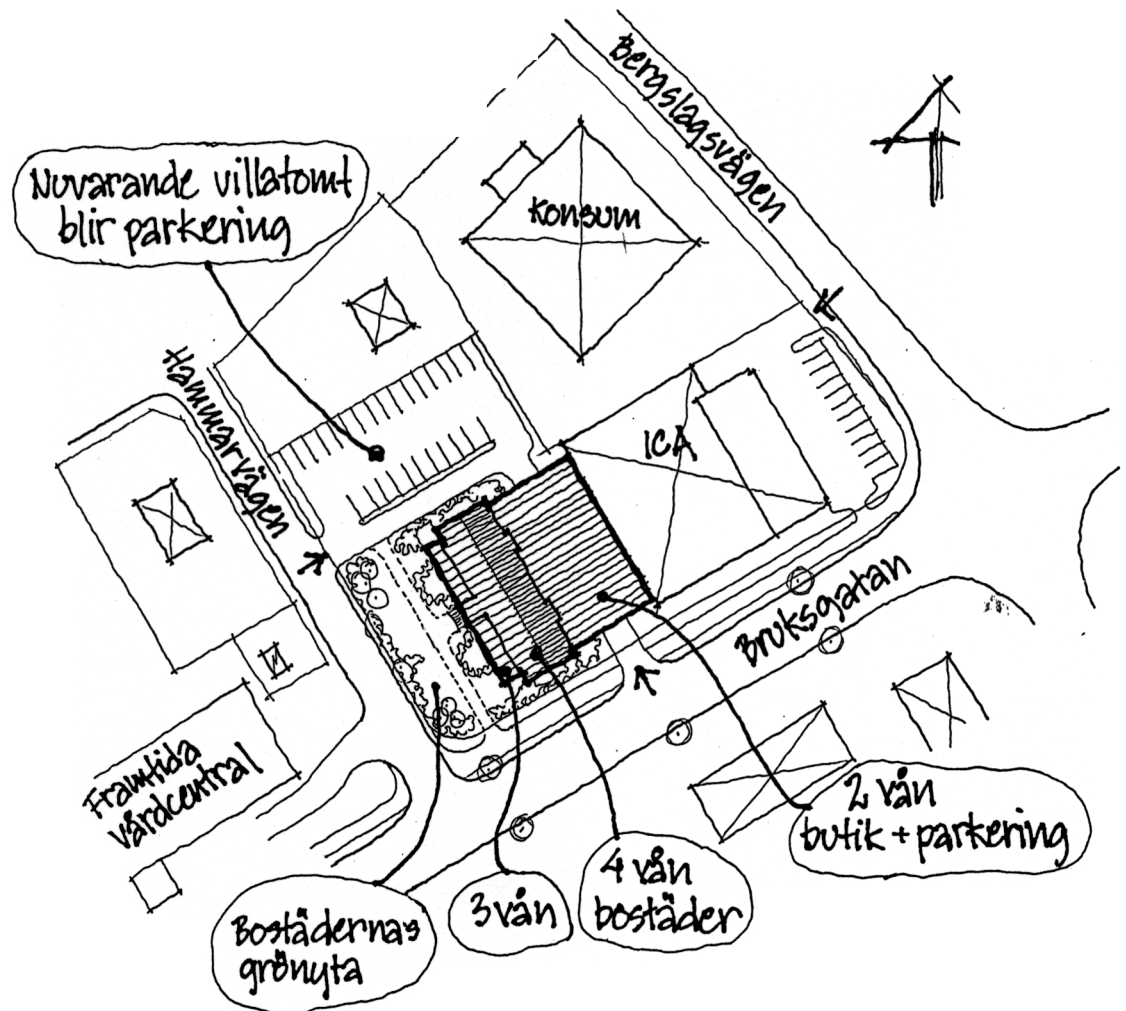 Bergslagsvägen
Nuvarande villatomt
blir parkering
Konsum
Hammarvägen
ICA
Bruksgatan
Framtida
vårdcentral
2 vån
butik + parkering
4 vån
bostäder
3 vån
Bostädernas
grönyta